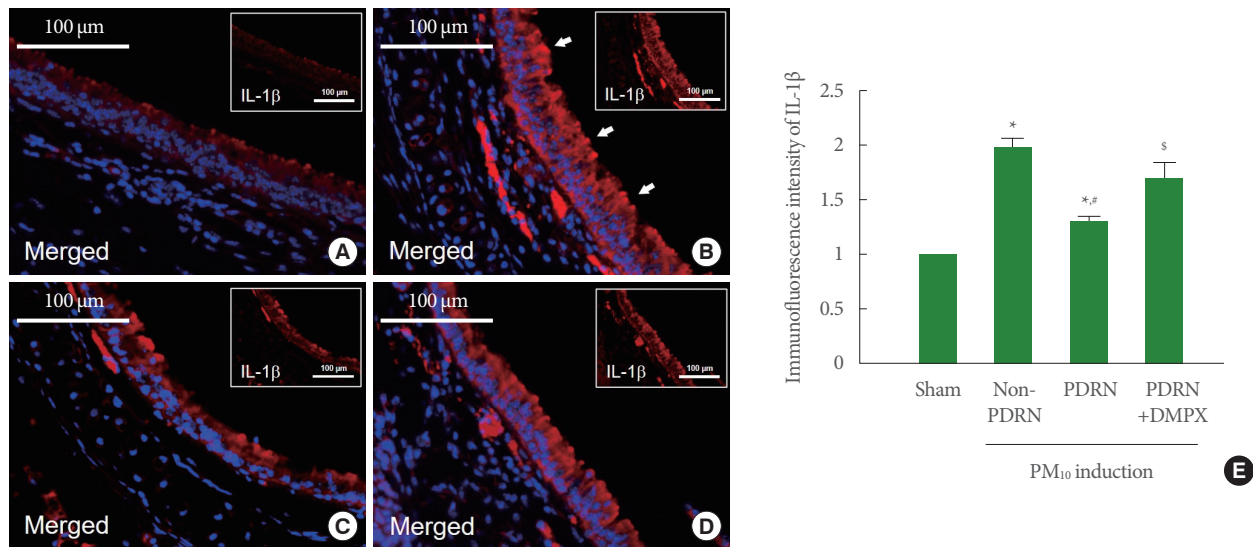 100 μm
IL-1β
100 μm
Merged
A
100 μm
IL-1β
100 μm
Merged
B
100 μm
IL-1β
100 μm
Merged
C
100 μm
IL-1β
100 μm
Merged
D
Immunofluorescence intensity of IL-1β
2.5
2
1.5
1
0.5
0
*
*,#
$
Sham
Non-
PDRN
PDRN
PDRN
+DMPX
PM₁₀ induction
E